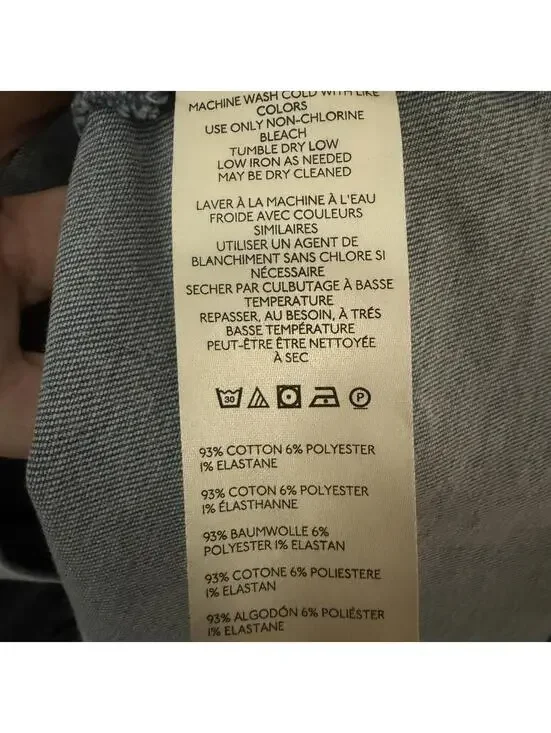 MACHINE WASH COLD WITH LIKE
COLORS
USE ONLY NON-CHLORINE
BLEACH
TUMBLE DRY LOW
LOW IRON AS NEEDED
MAY BE DRY CLEANED
LAVER À LA MACHINE À L'EAU
FROIDE AVEC COULEURS
SIMILAIRES
UTILISER UN AGENT DE
BLANCHIMENT SANS CHLORE SI
NÉCESSAIRE
SECHER PAR CULBUTAGE À BASSE
TEMPERATURE
REPASSER, AU BESOIN, À TRÉS
BASSE TEMPÉRATURE
PEUT-ÊTRE ÊTRE NETTOYÉE
À SEC
30 P
93% COTTON 6% POLYESTER
1% ELASTANE
93% COTON 6% POLYESTER
1% ÉLASTHANNE
93% BAUMWOLLE 6%
POLYESTER 1% ELASTAN
93% COTONE 6% POLIESTERE
1% ELASTAN
93% ALGODÓN 6% POLIÉSTER
1% ELASTANE